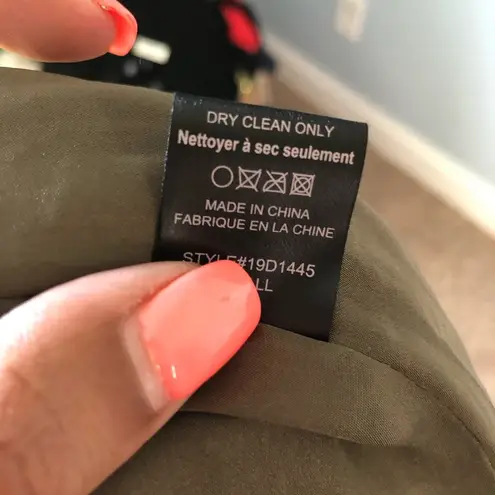 DRY CLEAN ONLY
Nettoyer à sec seulement
MADE IN CHINA
FABRIQUE EN LA CHINE
STYLE#19D1445